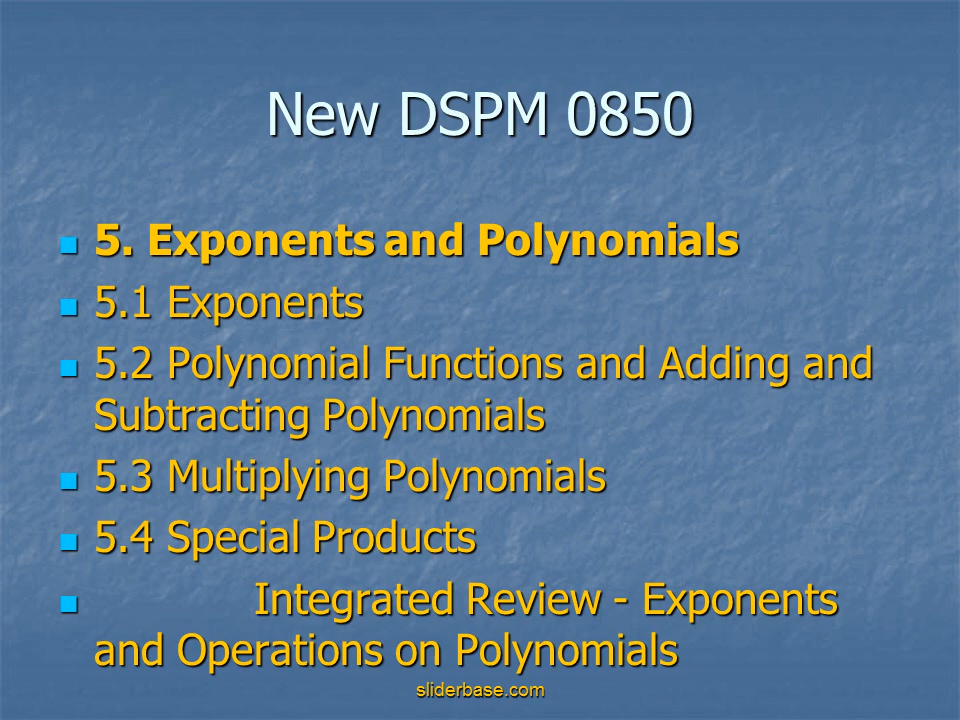 New DSPM 0850
5. Exponents and Polynomials
5.1 Exponents
5.2 Polynomial Functions and Adding and
Subtracting Polynomials
5.3 Multiplying Polynomials
5.4 Special Products
Integrated Review - Exponents
and Operations on Polynomials
sliderbase.com